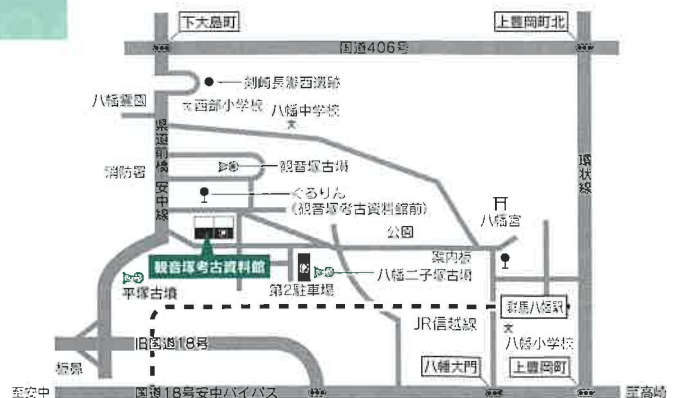 下大島町
上豊岡町北
国道406号
剣崎長瀞西遺跡
八幡霊園
文西部小学校
八幡中学校
文
県道前橋安中線
環状線
消防署
観音塚古墳
ぐるりん
(観音塚考古資料館前)
八幡宮
公園
案内板
観音塚考古資料館
平塚古墳
第2駐車場
八幡二子塚古墳
群馬八幡駅
JR信越線
文
八幡小学校
旧国道18号
板鼻
八幡大門
上豊岡町
至安中
国道18号安中バイパス
至高崎